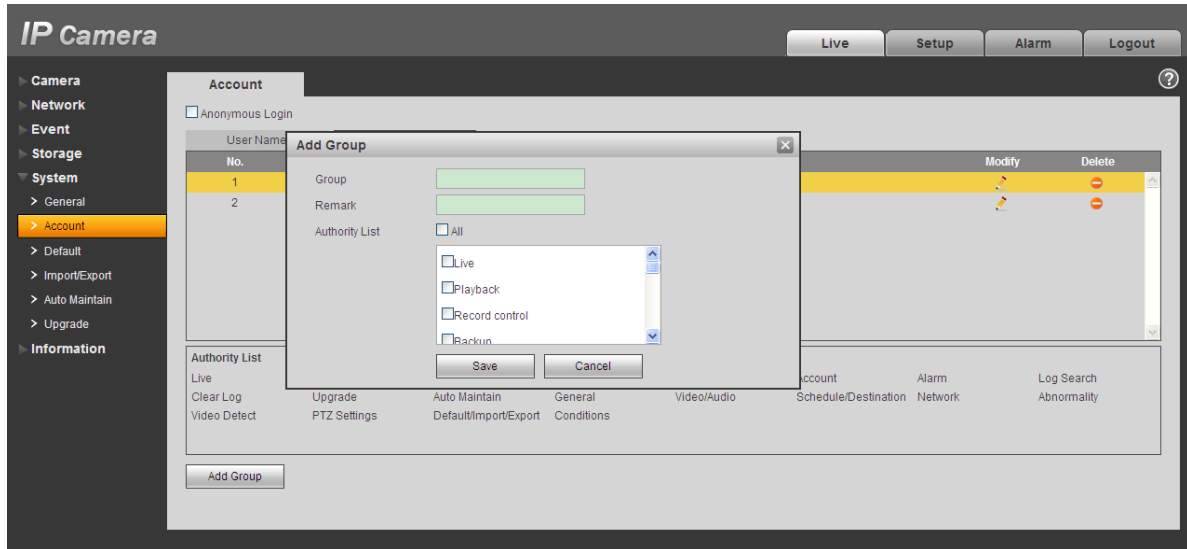 IP Camera
Live Setup Alarm Logout
Camera
Network
Event
Storage
System
> General
> Account
> Default
> Import/Export
> Auto Maintain
> Upgrade
Information
Account
?
Anonymous Login
User Name
No. Modify Delete
1
2
Add Group
Group
Remark
Authority List All
Live
Playback
Record control
Backup
Save Cancel
Authority List
Live Account Alarm Log Search
Clear Log Upgrade Auto Maintain General Video/Audio Schedule/Destination Network Abnormality
Video Detect PTZ Settings Default/Import/Export Conditions
Add Group